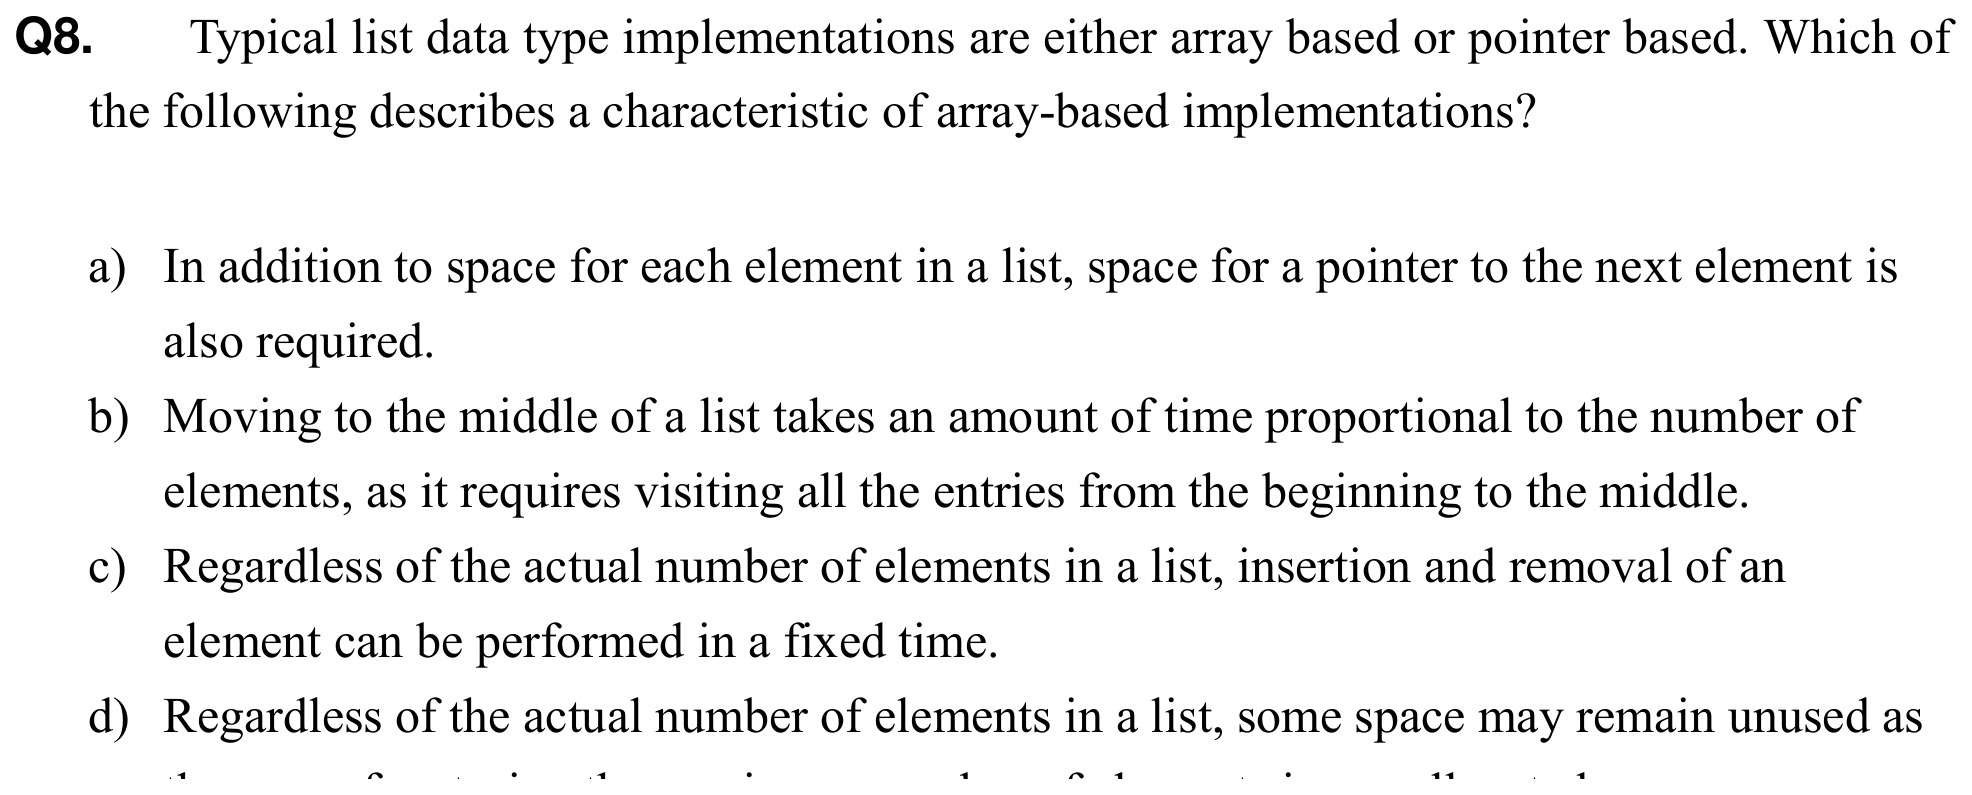 Q8. Typical list data type implementations are either array based or pointer based. Which of
the following describes a characteristic of array-based implementations?
a) In addition to space for each element in a list, space for a pointer to the next element is
also required.
b) Moving to the middle of a list takes an amount of time proportional to the number of
elements, as it requires visiting all the entries from the beginning to the middle.
c) Regardless of the actual number of elements in a list, insertion and removal of an
element can be performed in a fixed time.
d) Regardless of the actual number of elements in a list, some space may remain unused as